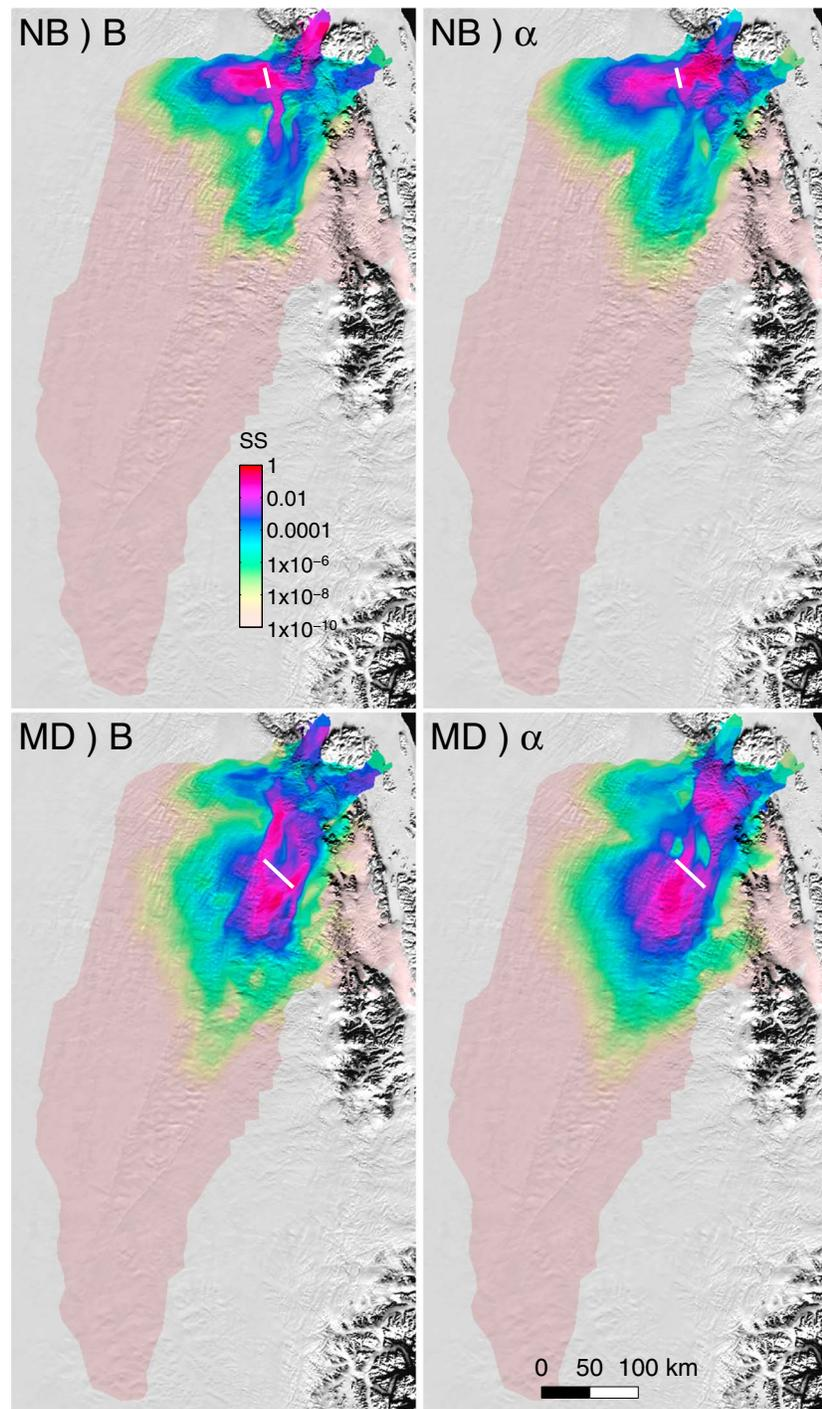 NB ) B
NB ) α
SS
1
0.01
0.0001
1x10⁻⁶
1x10⁻⁸
1x10⁻¹⁰
MD ) B
MD ) α
0 50 100 km